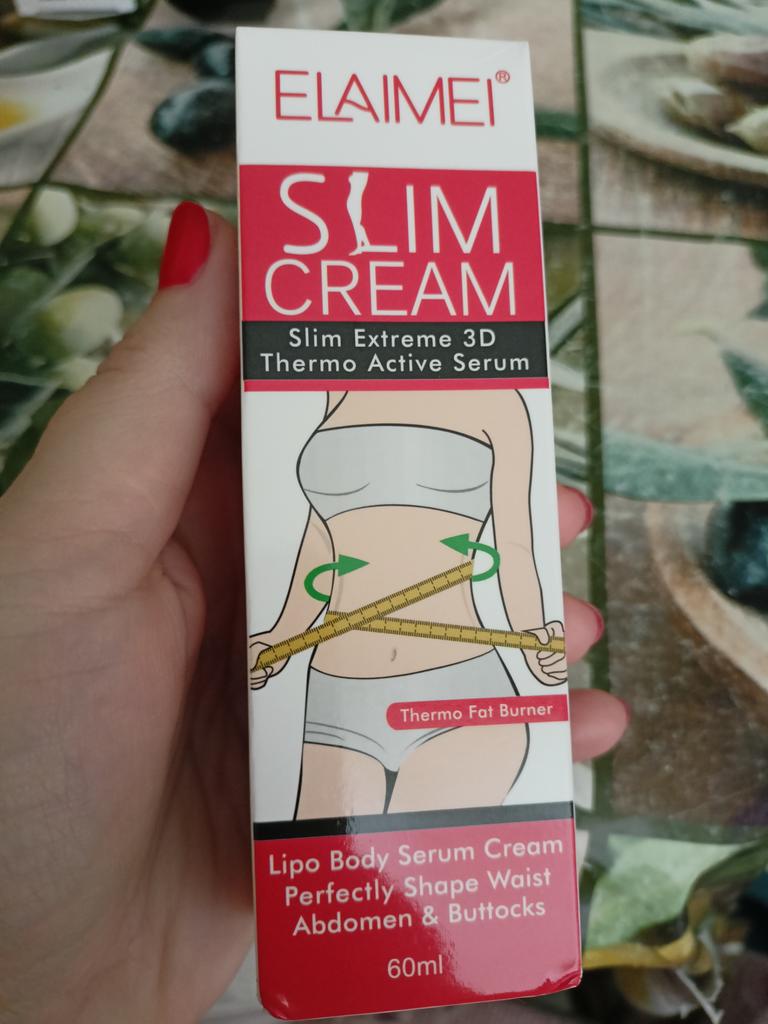 ELAIMEI®
SLIM
CREAM
Slim Extreme 3D
Thermo Active Serum
Thermo Fat Burner
Lipo Body Serum Cream
Perfectly Shape Waist
Abdomen & Buttocks
60ml